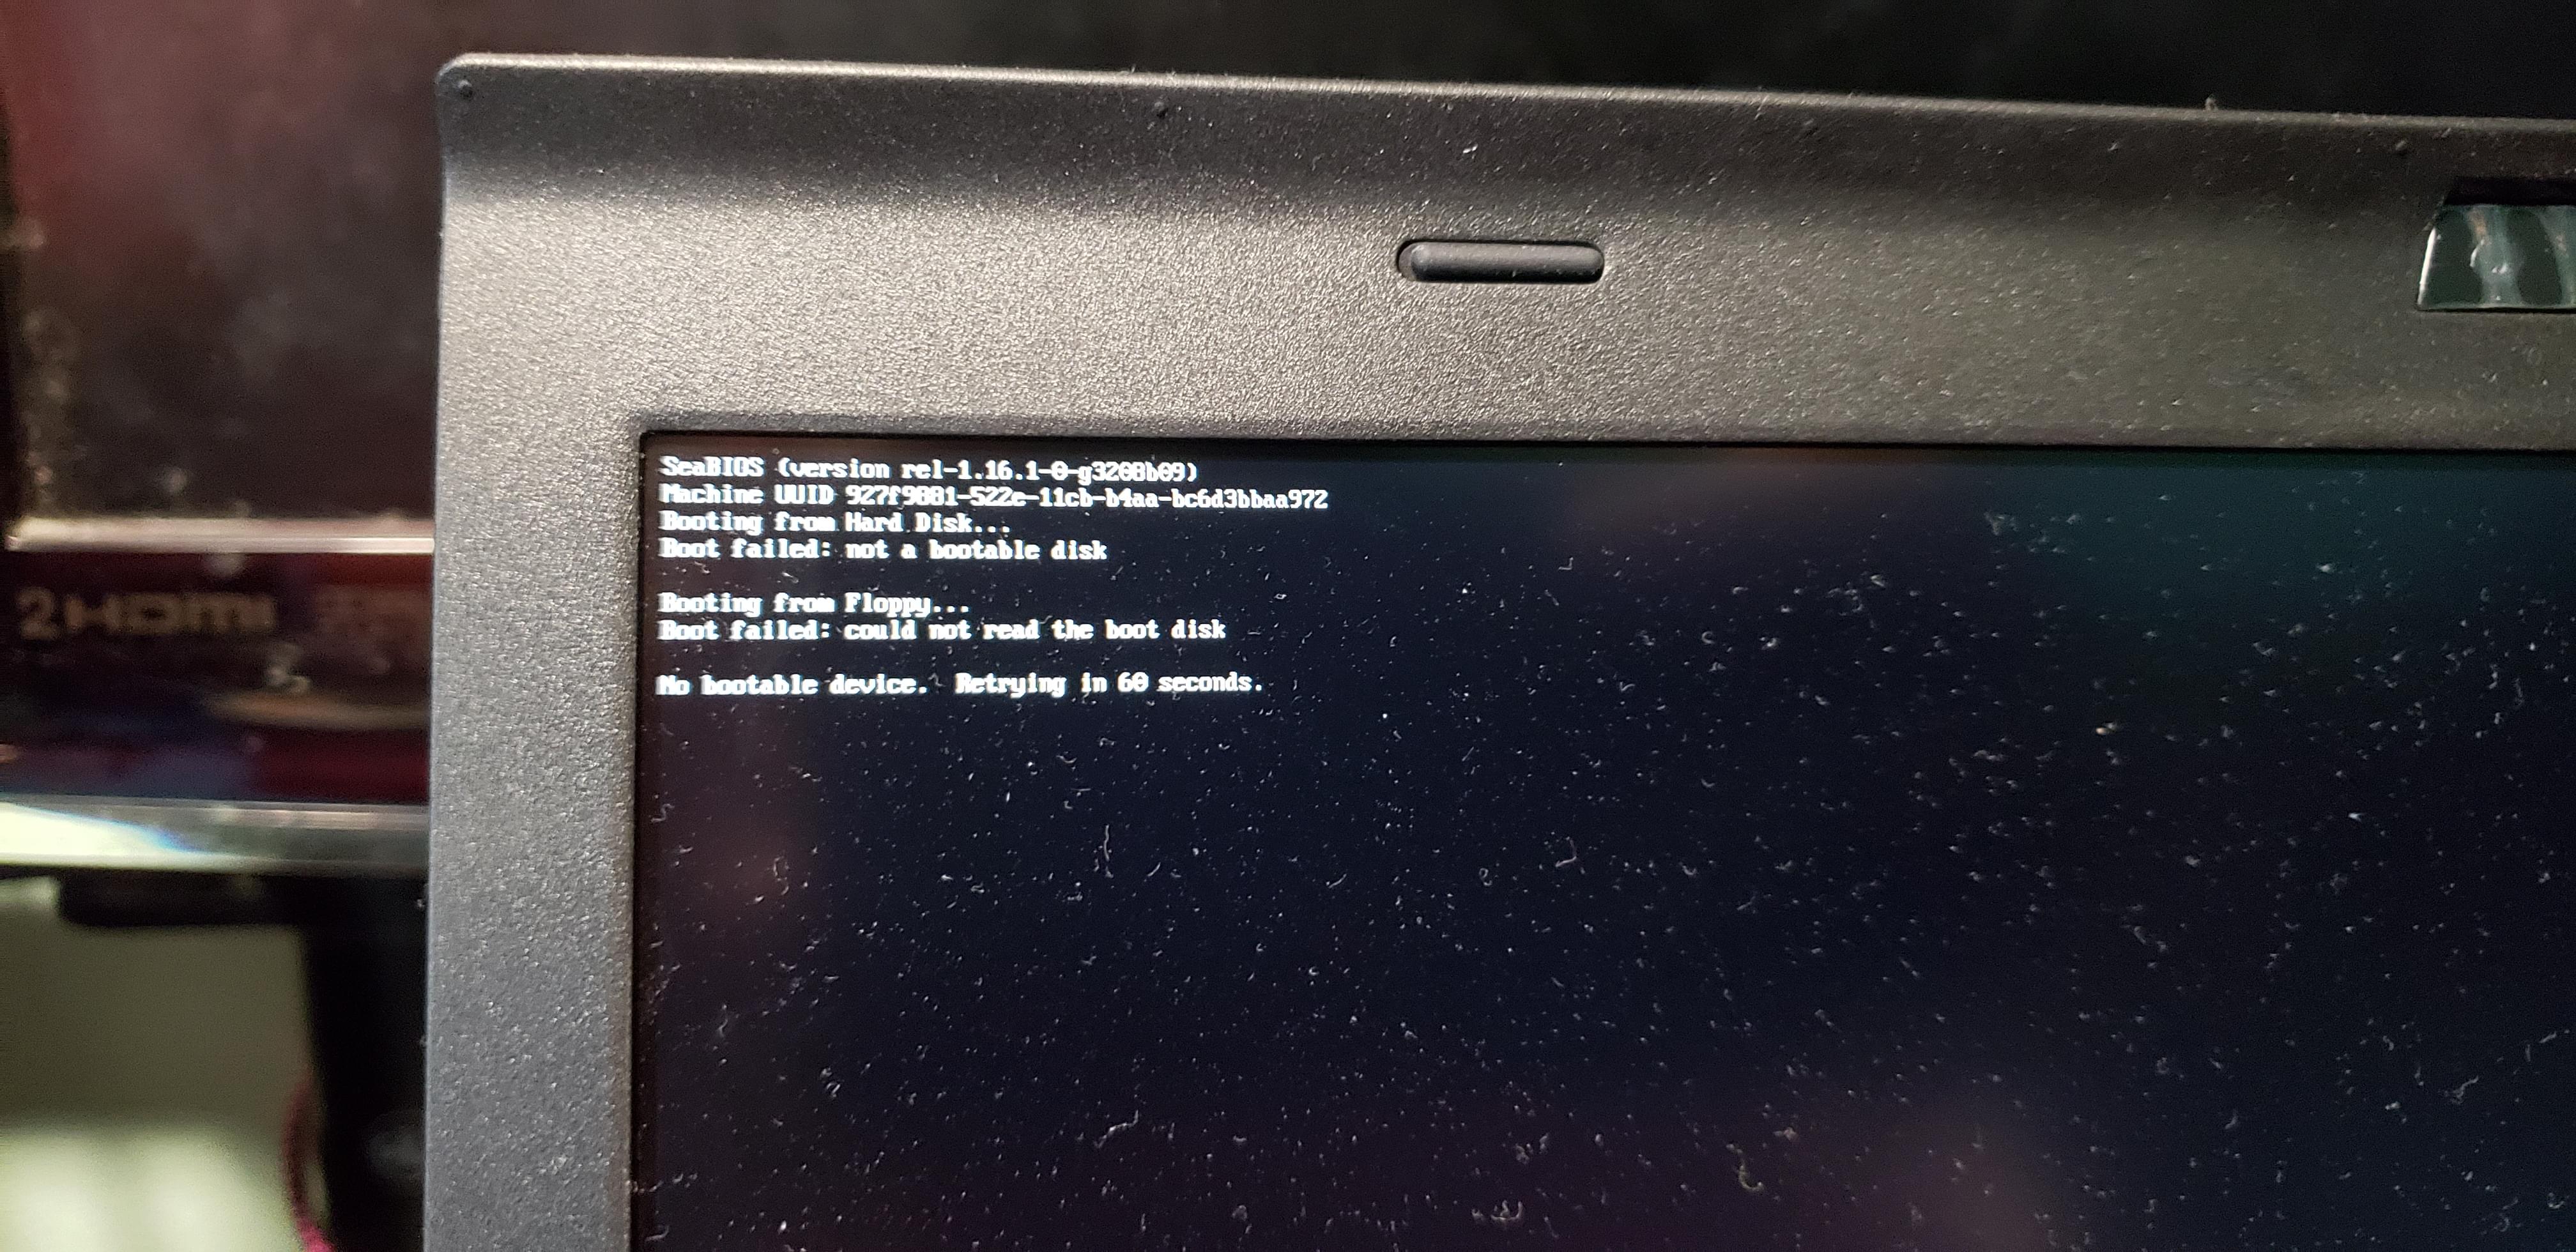 SeaBIOS (version rel-1.16.1-0-g3208b09)
Machine UUID 927f9801-522e-11cb-b4aa-bc6d3bbaa972
Booting from Hard Disk...
Boot failed: not a bootable disk
Booting from Floppy...
Boot failed: could not read the boot disk
No bootable device.  Retrying in 60 seconds.
2 HDMI